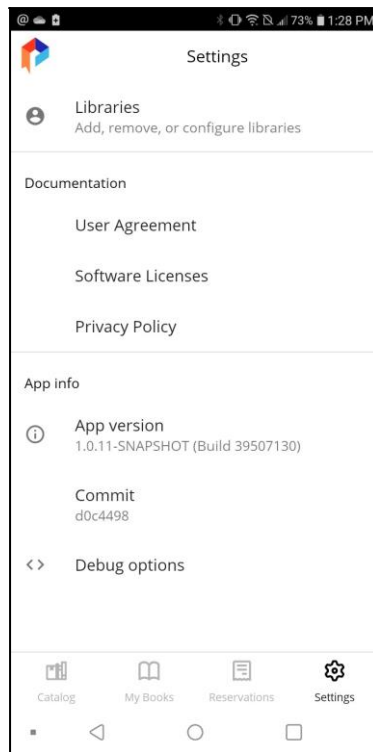 73% 1:28 PM
Settings
Libraries
Add, remove, or configure libraries
Documentation
User Agreement
Software Licenses
Privacy Policy
App info
App version
1.0.11-SNAPSHOT (Build 39507130)
Commit
d0c4498
Debug options
Catalog My Books Reservations Settings